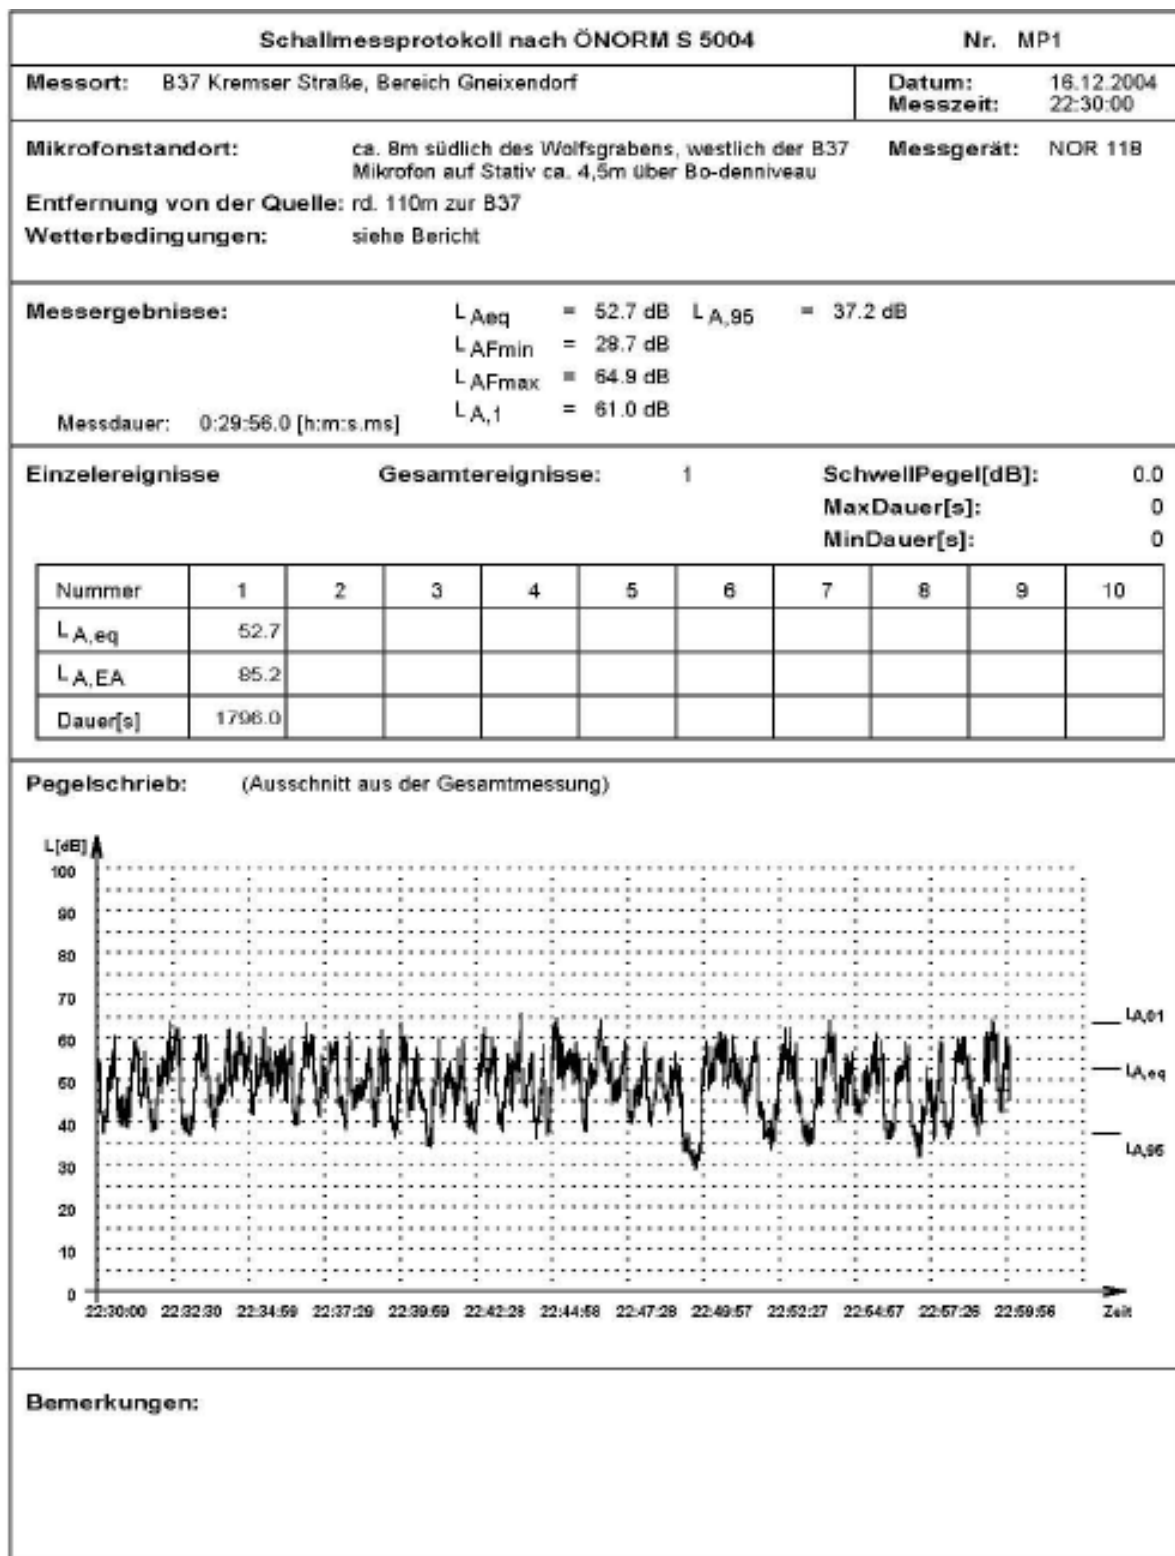 Schallmessprotokoll nach ÖNORM S 5004 Nr. MP1
Messort: B37 Kremser Straße, Bereich Gneixendorf Datum: 16.12.2004
Messzeit: 22:30:00
Mikrofonstandort: ca. 8m südlich des Wolfsgrabens, westlich der B37 Messgerät: NOR 118
Mikrofon auf Stativ ca. 4,5m über Bo-denniveau
Entfernung von der Quelle: rd. 110m zur B37
Wetterbedingungen: siehe Bericht
Messergebnisse: L Aeq = 52.7 dB L A,95 = 37.2 dB
L AFmin = 28.7 dB
L AFmax = 64.9 dB
Messdauer: 0:29:56.0 [h:m:s.ms] L A,1 = 61.0 dB
Einzelereignisse Gesamtereignisse: 1 SchwellPegel[dB]: 0.0
MaxDauer[s]: 0
MinDauer[s]: 0
Nummer 1 2 3 4 5 6 7 8 9 10
L A,eq 52.7
L A,EA 85.2
Dauer[s] 1796.0
Pegelschrieb: (Ausschnitt aus der Gesamtmessung)
L[dB]
100
90
80
70
60
50
40
30
20
10
0
LA,01
LA,eq
LA,95
22:30:00 22:32:30 22:34:59 22:37:29 22:39:59 22:42:28 22:44:58 22:47:28 22:49:57 22:52:27 22:54:57 22:57:26 22:59:56 Zeit
Bemerkungen: